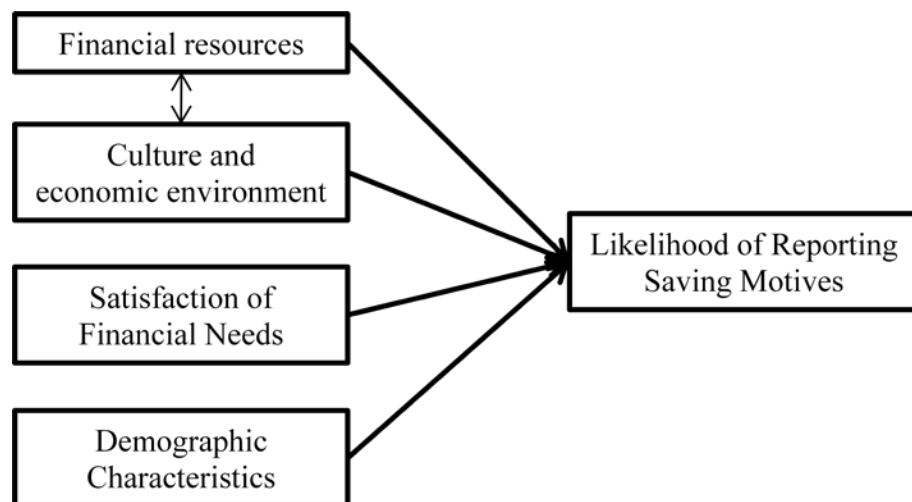 Financial resources
Culture and
economic environment
Likelihood of Reporting
Saving Motives
Satisfaction of
Financial Needs
Demographic
Characteristics